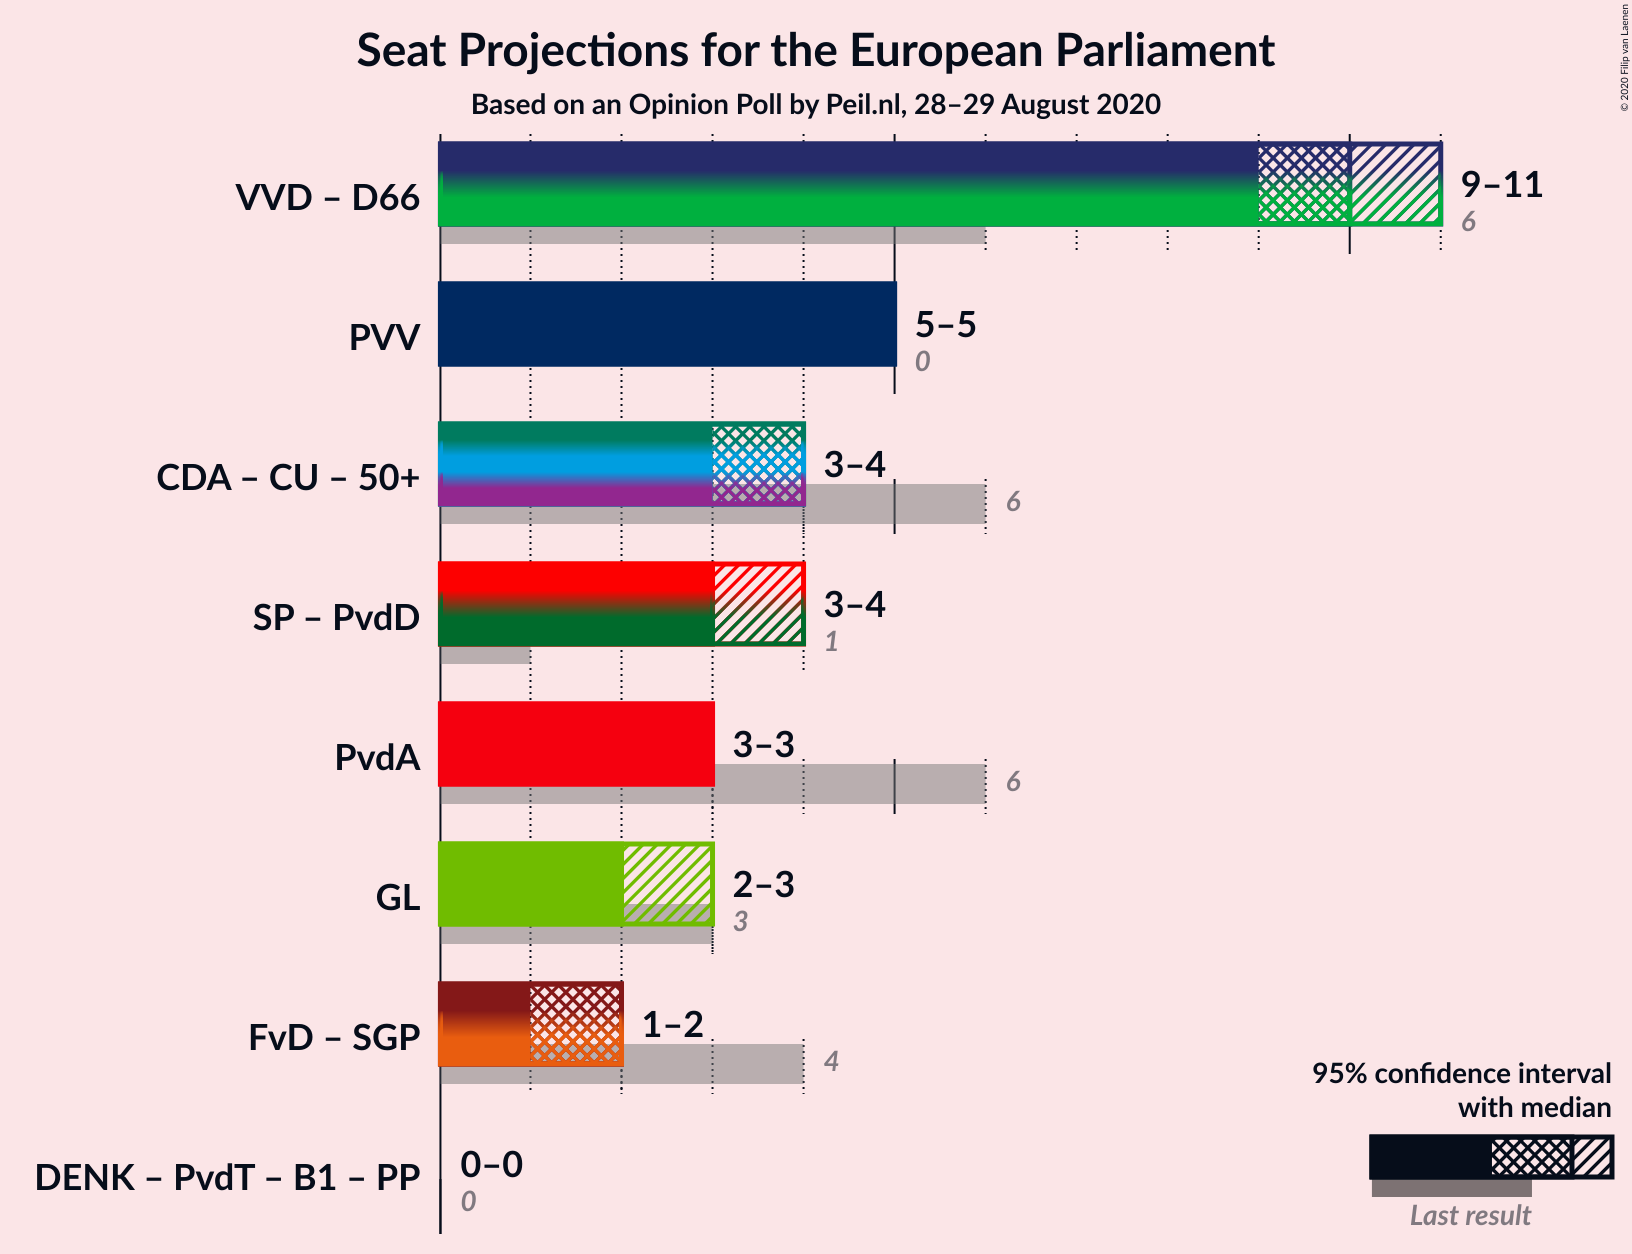 Seat Projections for the European Parliament
Based on an Opinion Poll by Peil.nl, 28–29 August 2020
© 2020 Filip van Laenen
VVD – D66
9–11
6
PVV
5–5
0
CDA – CU – 50+
3–4
6
SP – PvdD
3–4
1
PvdA
3–3
6
GL
2–3
3
FvD – SGP
1–2
4
DENK – PvdT – B1 – PP
0–0
0
95% confidence interval
with median
Last result